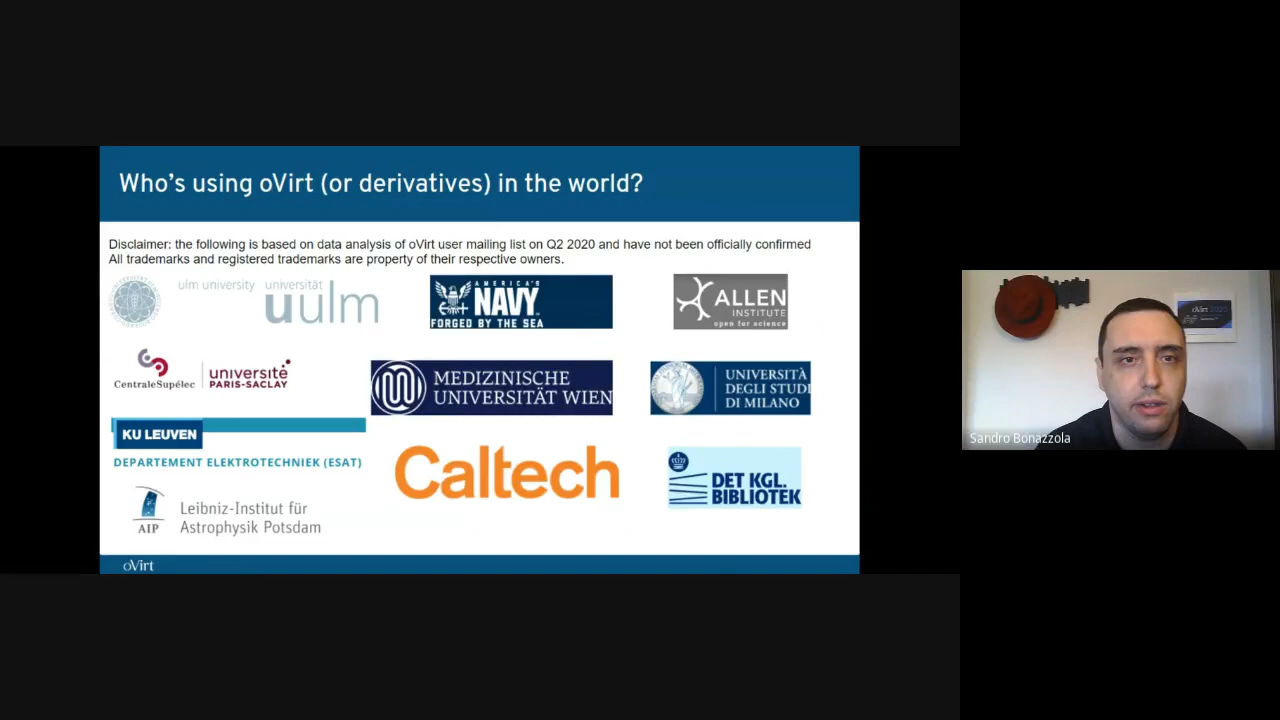 Who's using oVirt (or derivatives) in the world?
Disclaimer: the following is based on data analysis of oVirt user mailing list on Q2 2020 and have not been officially confirmed
All trademarks and registered trademarks are property of their respective owners.
ulm university universität
uulm
AMERICA'S
NAVY
FORGED BY THE SEA
ALLEN
INSTITUTE
open for science
CentraleSupélec
université
PARIS-SACLAY
MEDIZINISCHE
UNIVERSITÄT WIEN
UNIVERSITÀ
DEGLI STUDI
DI MILANO
KU LEUVEN
DEPARTEMENT ELEKTROTECHNIEK (ESAT)
Caltech
DET KGL.
BIBLIOTEK
AIP
Leibniz-Institut für
Astrophysik Potsdam
oVirt
Sandro Bonazzola